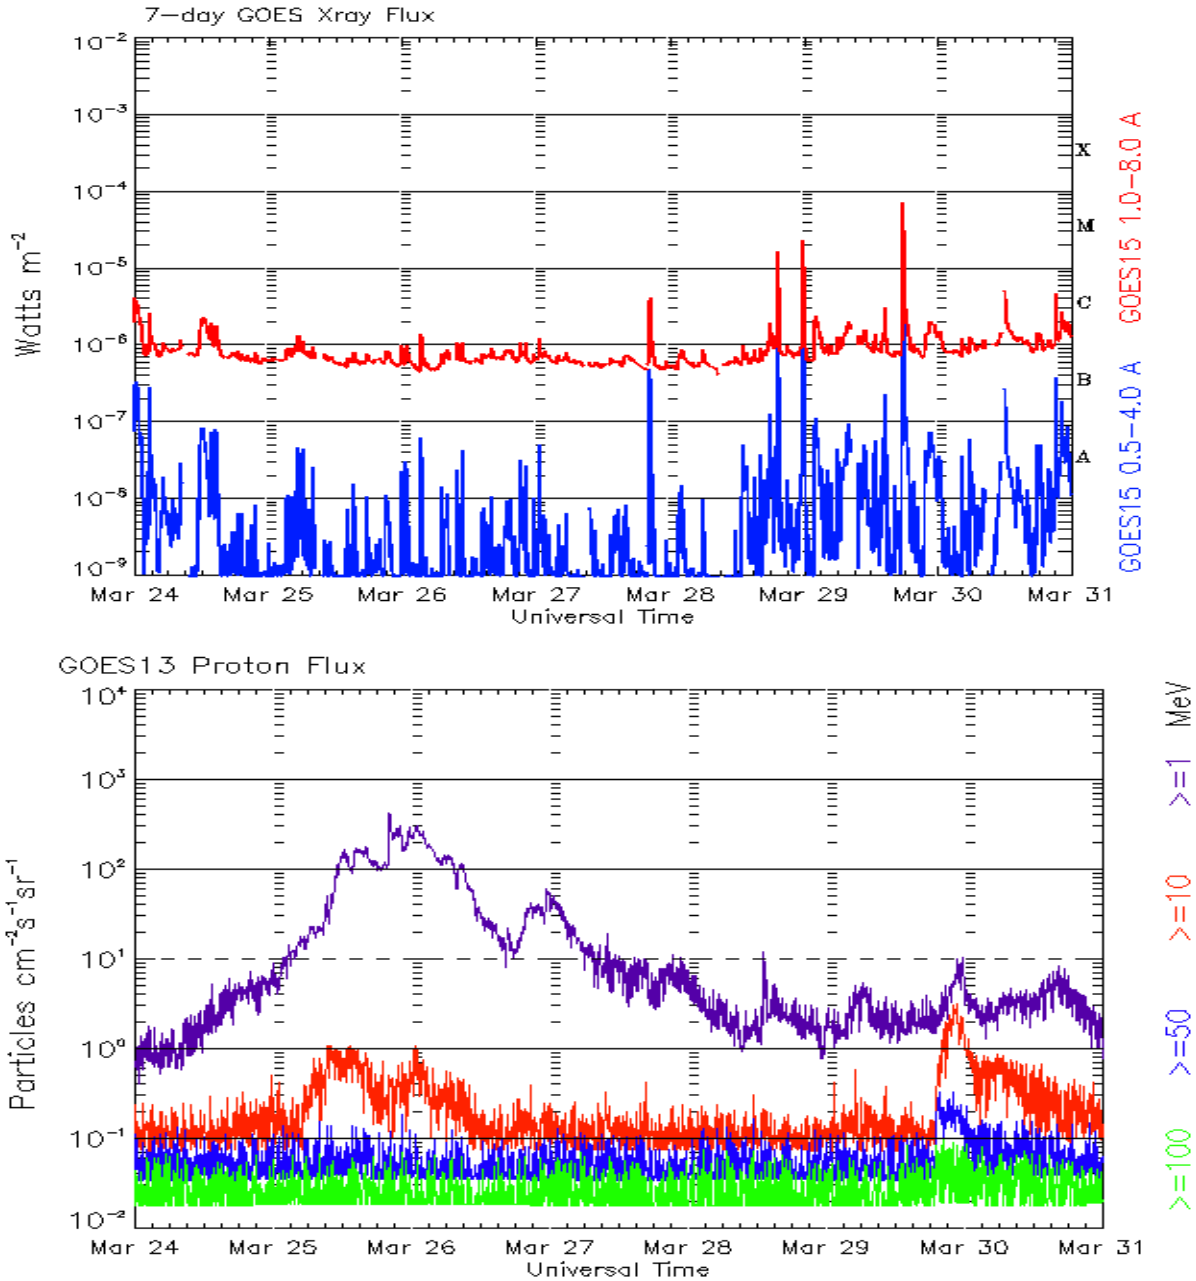 7-day GOES Xray Flux
10⁻²
10⁻³
10⁻⁴
10⁻⁵
10⁻⁶
10⁻⁷
10⁻⁸
10⁻⁹
Watts m⁻²
X
M
C
B
A
GOES15 1.0-8.0 A
GOES15 0.5-4.0 A
Mar 24 Mar 25 Mar 26 Mar 27 Mar 28 Mar 29 Mar 30 Mar 31
Universal Time
GOES13 Proton Flux
10⁴
10³
10²
10¹
10⁰
10⁻¹
10⁻²
Particles cm⁻²s⁻¹sr⁻¹
>=1 MeV
>=10
>=50
>=100
Mar 24 Mar 25 Mar 26 Mar 27 Mar 28 Mar 29 Mar 30 Mar 31
Universal Time